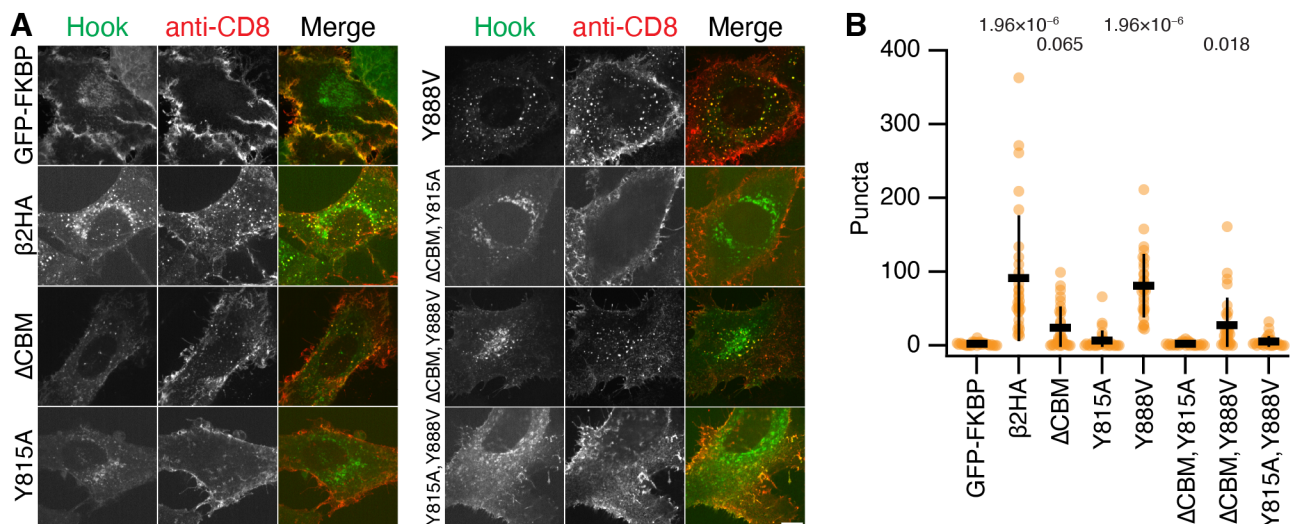 A
Hook anti-CD8 Merge
GFP-FKBP
β2HA
ΔCBM
Y815A
Hook anti-CD8 Merge
Y888V
ΔCBM,Y815A
ΔCBM,Y888V
Y815A,Y888V
B
1.96×10⁻⁶ 1.96×10⁻⁶
0.065 0.018
Puncta
400
300
200
100
0
GFP-FKBP
β2HA
ΔCBM
Y815A
Y888V
ΔCBM, Y815A
ΔCBM, Y888V
Y815A, Y888V